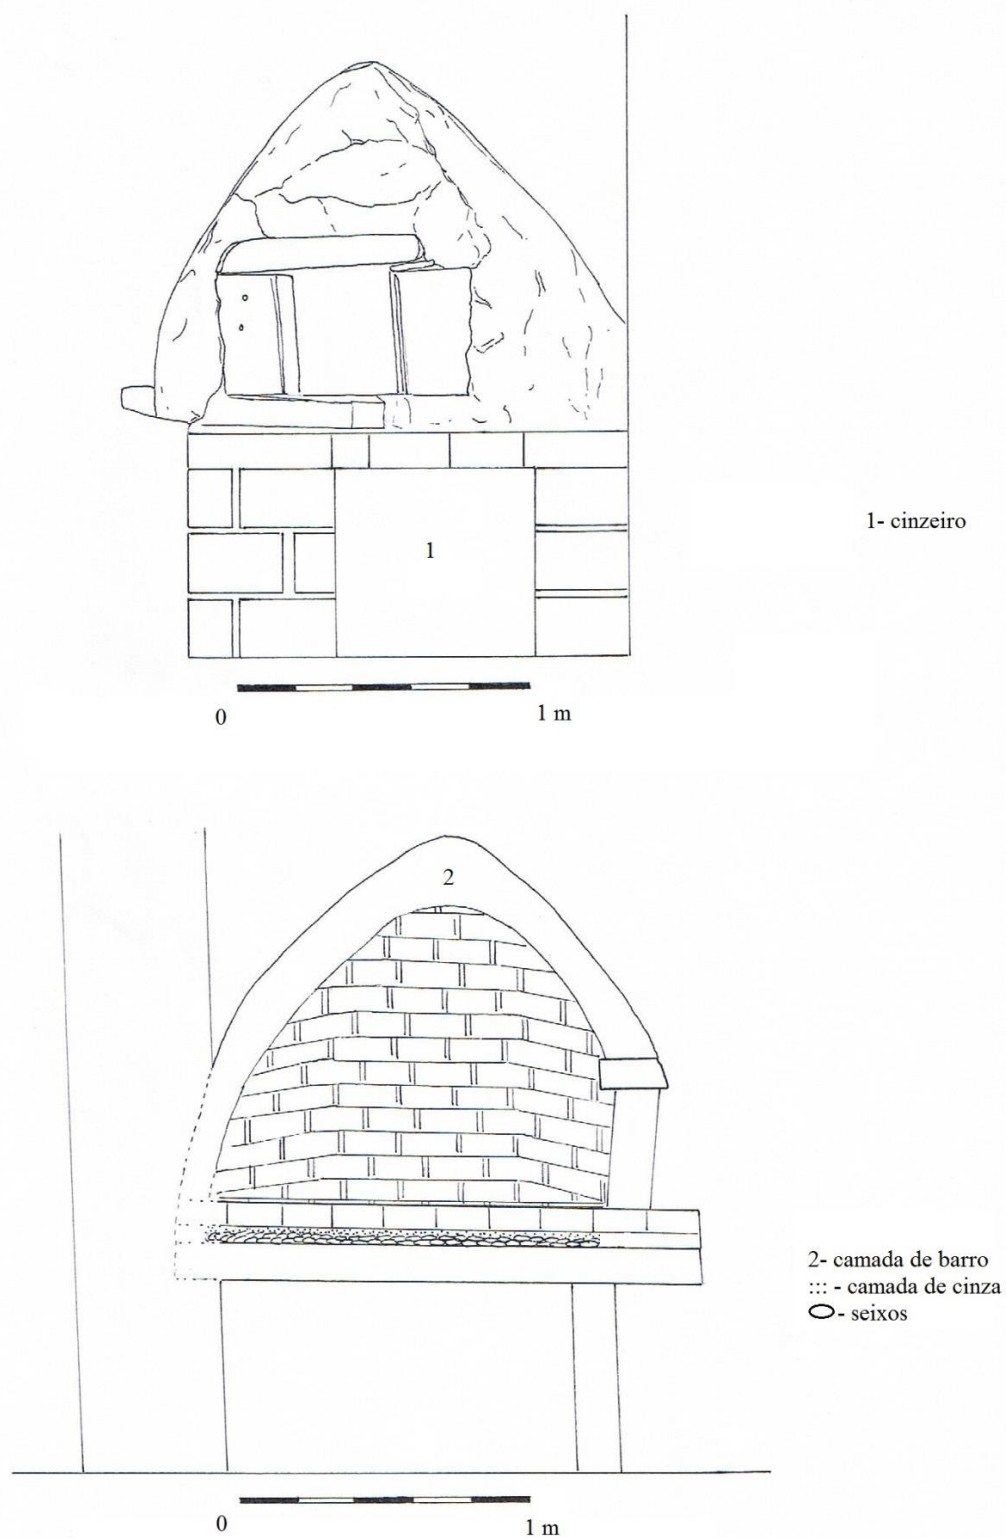 1
1- cinzeiro
0 1 m
2
2- camada de barro
::: - camada de cinza
- seixos
0 1 m